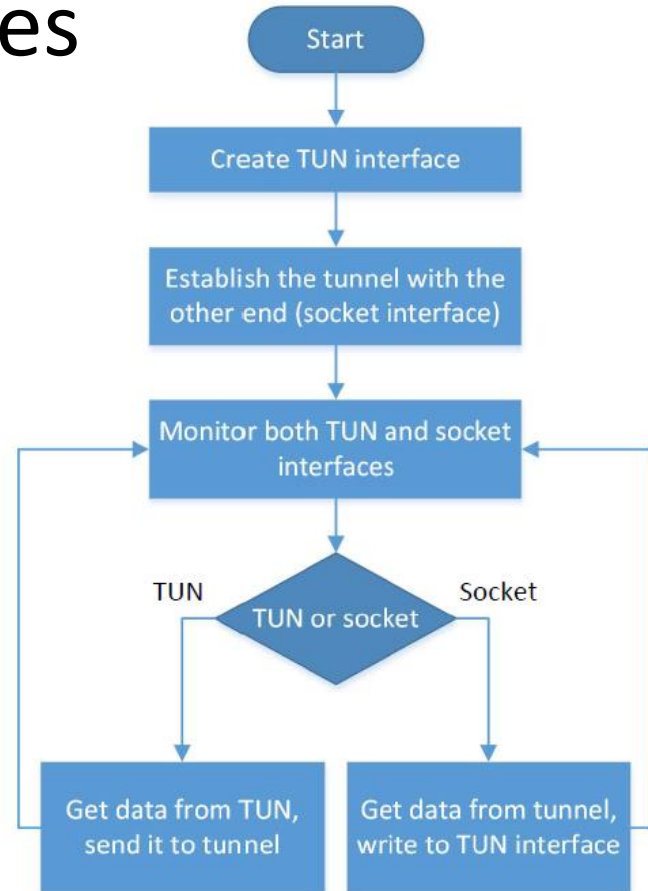 es
Start
Create TUN interface
Establish the tunnel with the
other end (socket interface)
Monitor both TUN and socket
interfaces
TUN
Socket
TUN or socket
Get data from TUN,
send it to tunnel
Get data from tunnel,
write to TUN interface